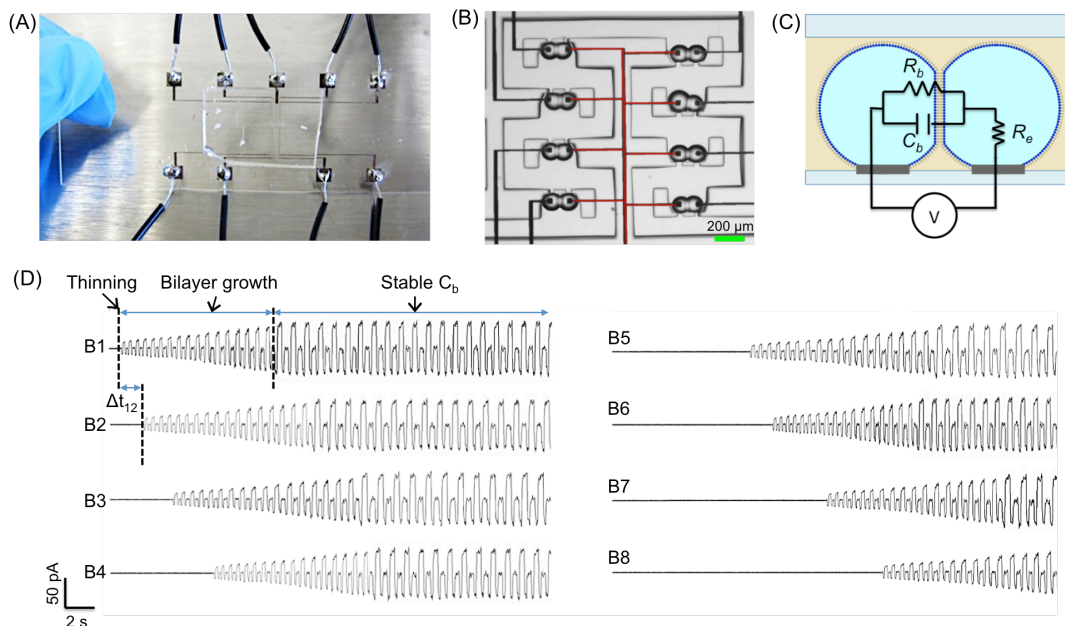 (A)
(B)
200 µm
(C)
R_b
C_b
R_e
V
(D)
Thinning Bilayer growth Stable C_b
B1
Δt_12
B2
B3
B4
50 pA
2 s
B5
B6
B7
B8